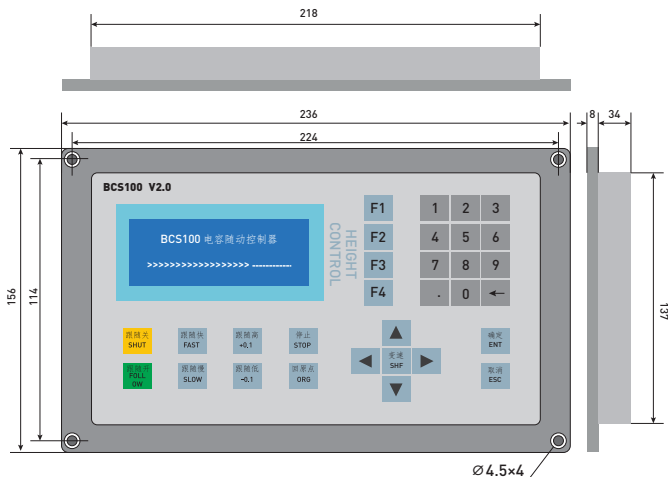 218
236
8 34
224
BCS100 V2.0
BCS100 电容随动控制器
>>>>>>>>>>>>>>>>>> -----------
HEIGHT
CONTROL
F1 1 2 3
F2 4 5 6
F3 7 8 9
F4 . 0 ←
156
114
137
跟随关
SHUT
跟随快
FAST
跟随高
+0.1
停止
STOP
跟随开
FOLL
OW
跟随慢
SLOW
跟随低
-0.1
回原点
ORG
变速
SHF
确定
ENT
取消
ESC
∅4.5×4